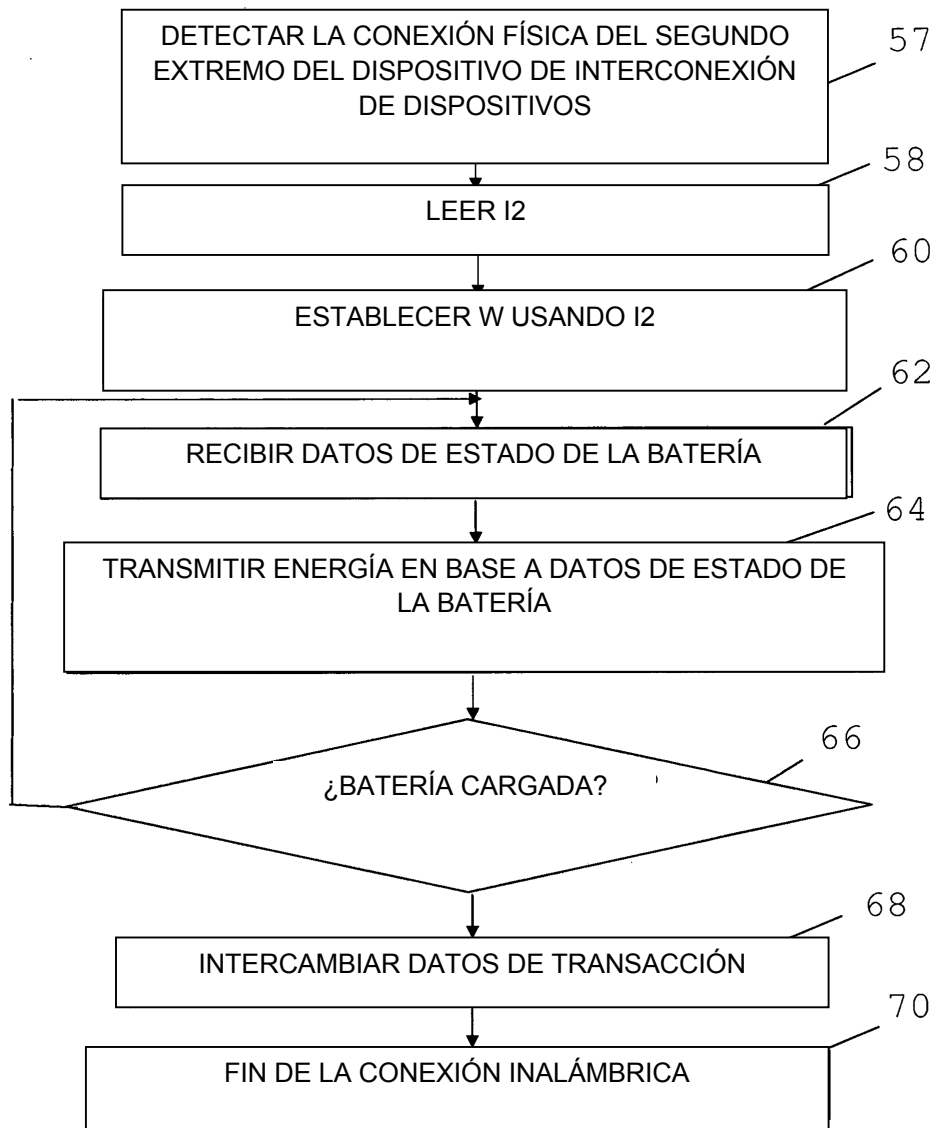 DETECTAR LA CONEXIÓN FÍSICA DEL SEGUNDO
EXTREMO DEL DISPOSITIVO DE INTERCONEXIÓN
DE DISPOSITIVOS
57
58
LEER I2
60
ESTABLECER W USANDO I2
62
RECIBIR DATOS DE ESTADO DE LA BATERÍA
64
TRANSMITIR ENERGÍA EN BASE A DATOS DE ESTADO DE
LA BATERÍA
66
¿BATERÍA CARGADA?
68
INTERCAMBIAR DATOS DE TRANSACCIÓN
70
FIN DE LA CONEXIÓN INALÁMBRICA